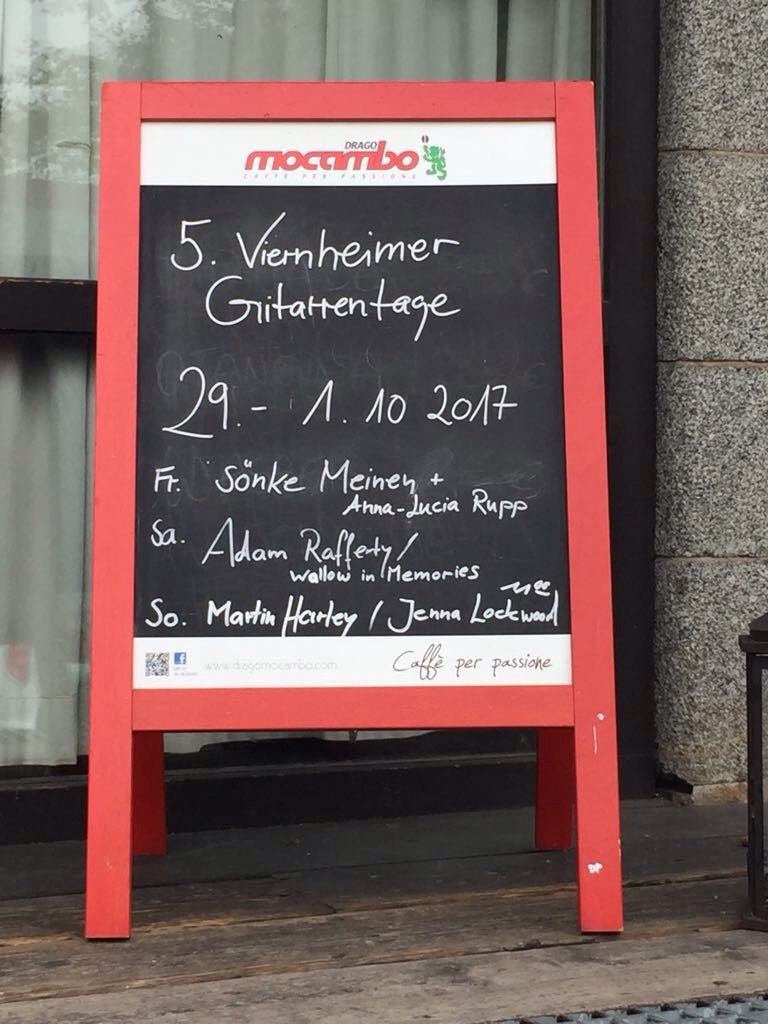 DRAGO
mocambo
CAFFÈ PER PASSIONE
5. Viernheimer
Gitarrentage
29.- 1. 10 2017
Fr. Sönke Meinen +
Anna-Lucia Rupp
Sa. Adam Rafferty/
Wallow in Memories
So. Martin Harley / Jenna Lockwood
www.dragomocambo.com
Caffè per passione